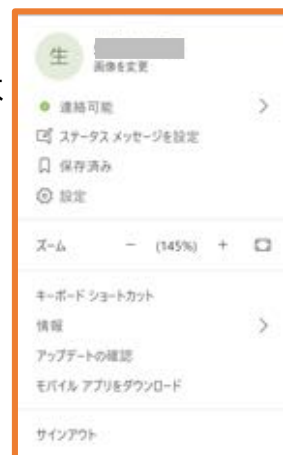 生
画像を変更
連絡可能
ステータス メッセージを設定
保存済み
設定
ズーム － (145%) +
キーボード ショートカット
情報
アップデートの確認
モバイル アプリをダウンロード
サインアウト